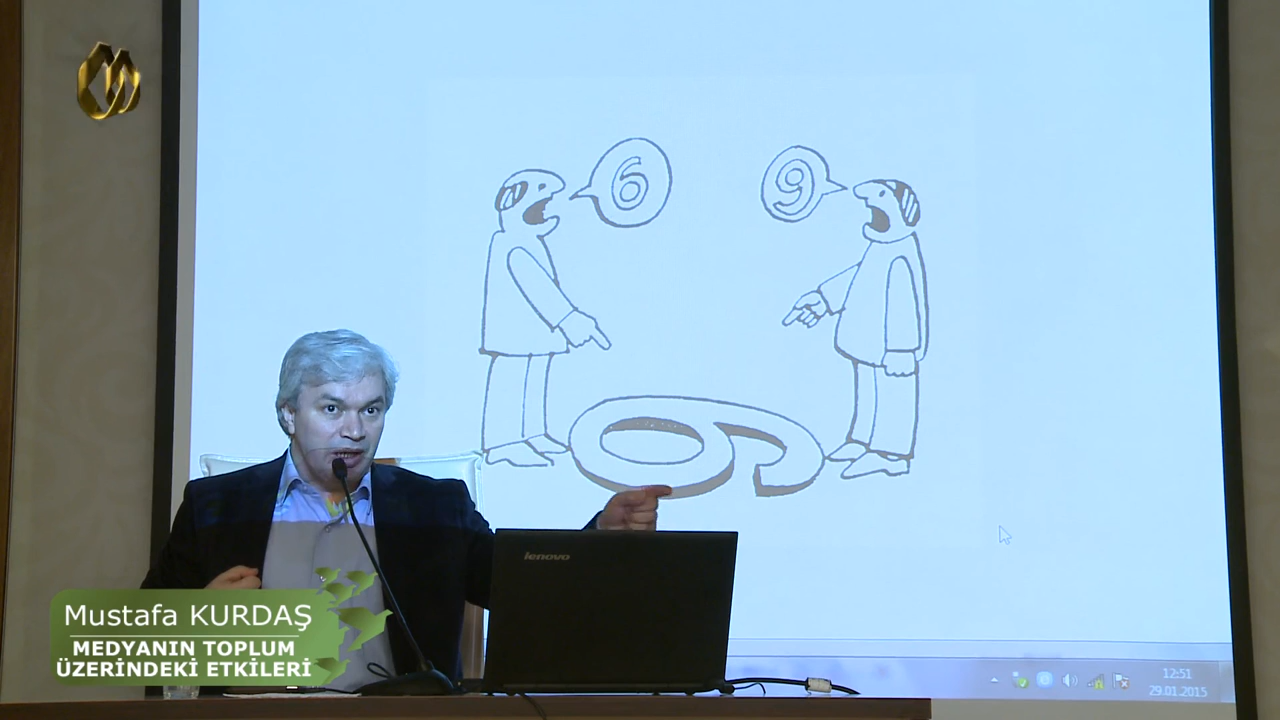 6
9
lenovo
Mustafa KURDAŞ
MEDYANIN TOPLUM
ÜZERİNDEKİ ETKİLERİ
12:51
29.01.2015